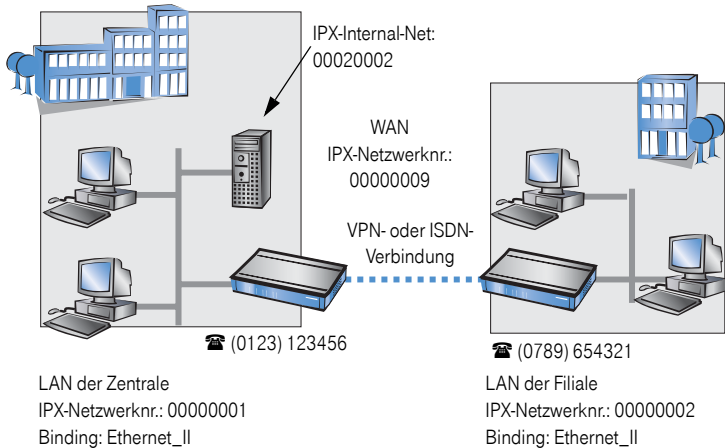 IPX-Internal-Net:
00020002
WAN
IPX-Netzwerknr.:
00000009
VPN- oder ISDN-
Verbindung
☎ (0123) 123456
☎ (0789) 654321
LAN der Zentrale
IPX-Netzwerknr.: 00000001
Binding: Ethernet_II
LAN der Filiale
IPX-Netzwerknr.: 00000002
Binding: Ethernet_II